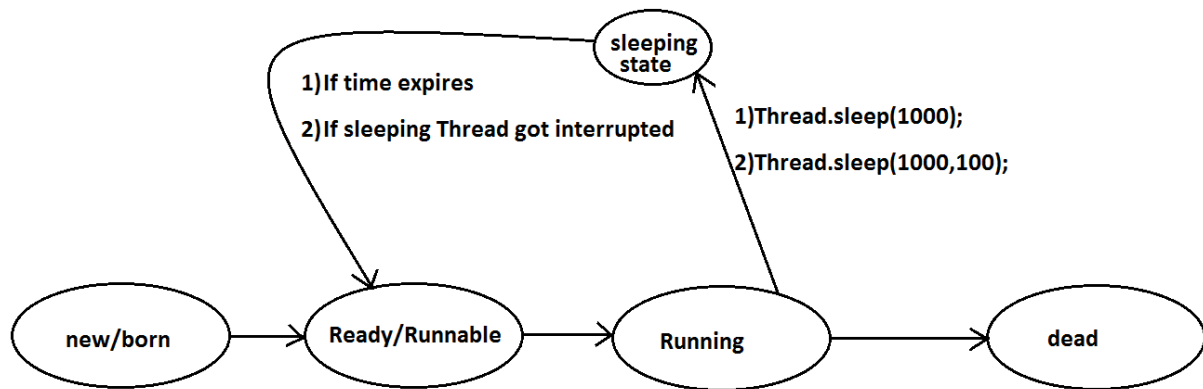 sleeping
state
1)If time expires
2)If sleeping Thread got interrupted
1)Thread.sleep(1000);
2)Thread.sleep(1000,100);
new/born
Ready/Runnable
Running
dead